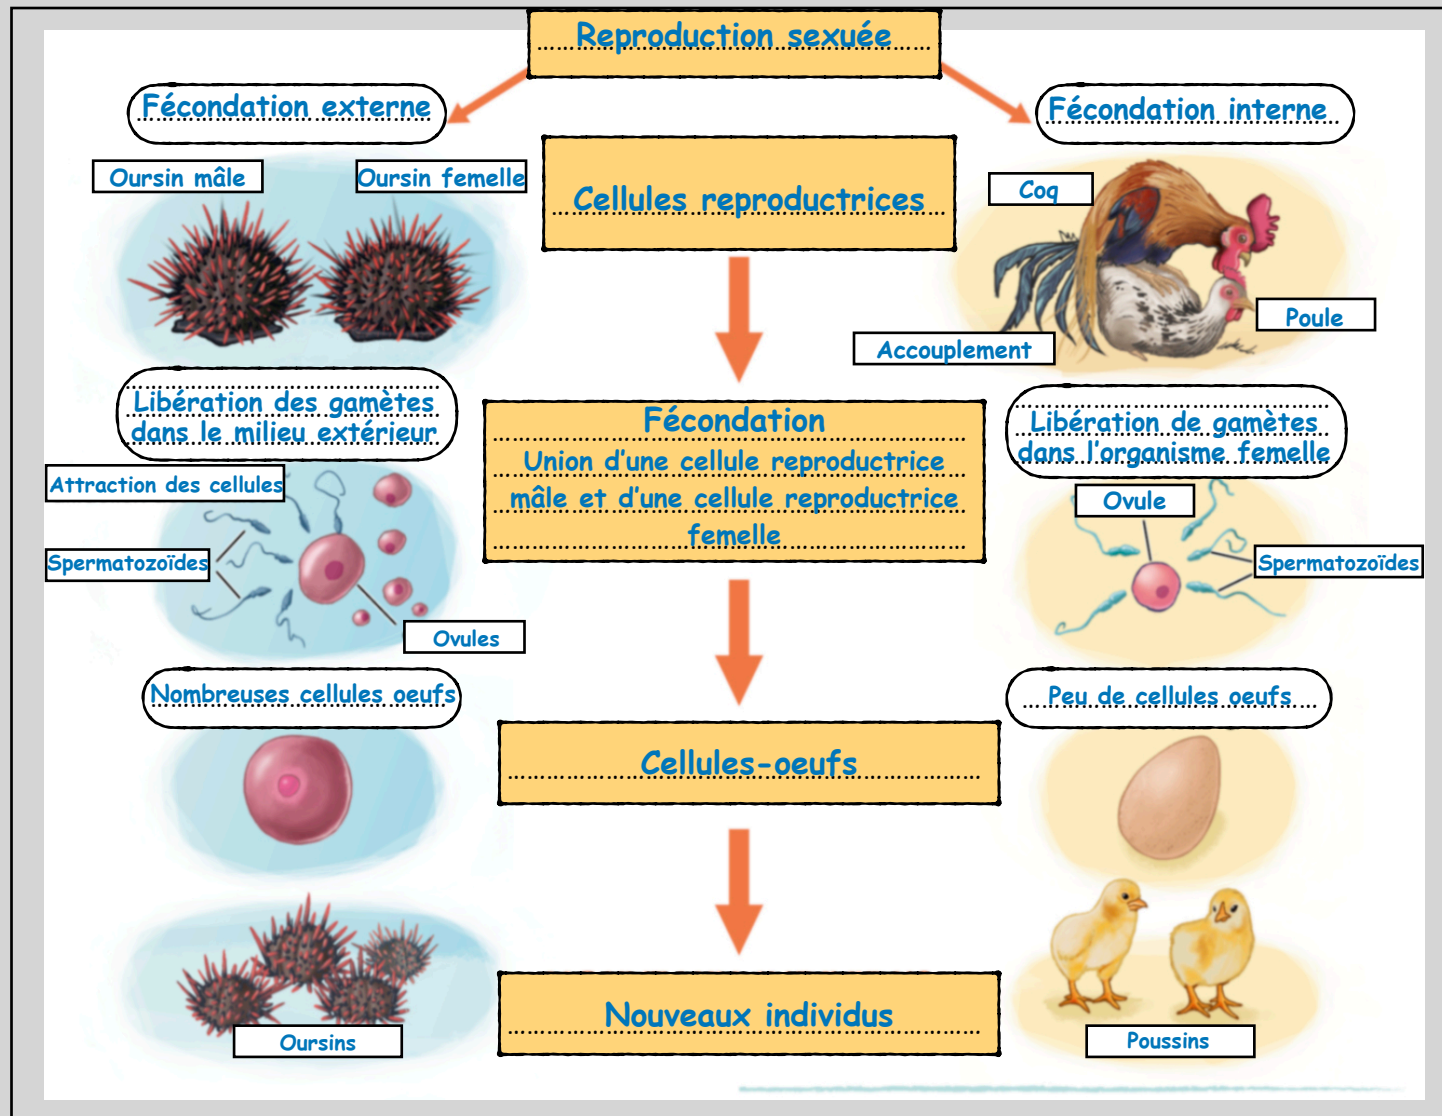 Reproduction sexuée
Fécondation externe
Fécondation interne
Oursin mâle
Oursin femelle
Cellules reproductrices
Coq
Poule
Accouplement
Libération des gamètes
dans le milieu extérieur
Fécondation
Union d'une cellule reproductrice
mâle et d'une cellule reproductrice
femelle
Libération de gamètes
dans l'organisme femelle
Attraction des cellules
Spermatozoïdes
Ovules
Ovule
Spermatozoïdes
Nombreuses cellules oeufs
Peu de cellules oeufs
Cellules-oeufs
Nouveaux individus
Oursins
Poussins